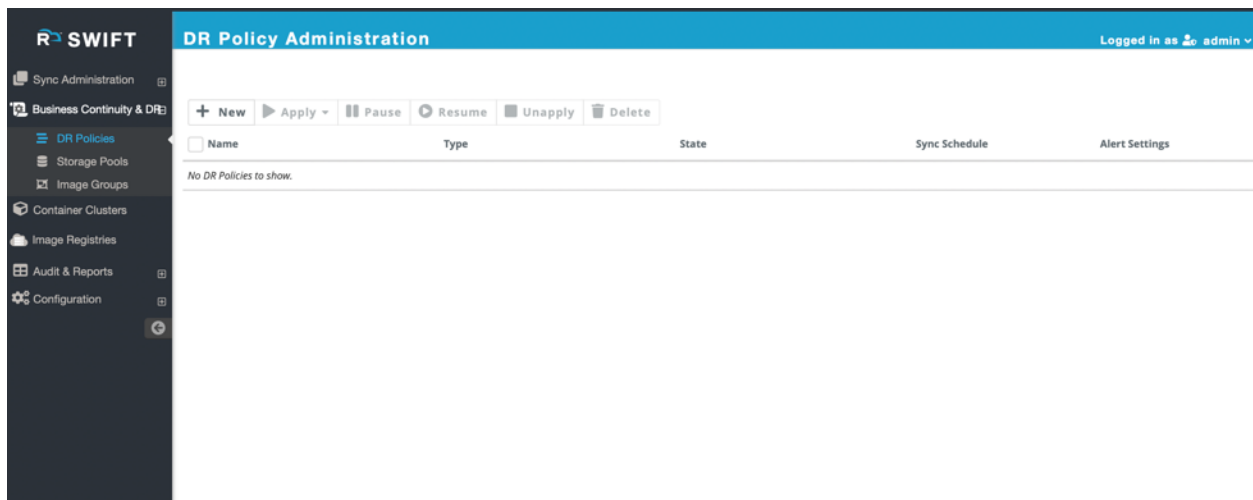 R SWIFT
DR Policy Administration
Logged in as admin
Sync Administration
Business Continuity & DR
DR Policies
Storage Pools
Image Groups
Container Clusters
Image Registries
Audit & Reports
Configuration
New Apply Pause Resume Unapply Delete
Name Type State Sync Schedule Alert Settings
No DR Policies to show.